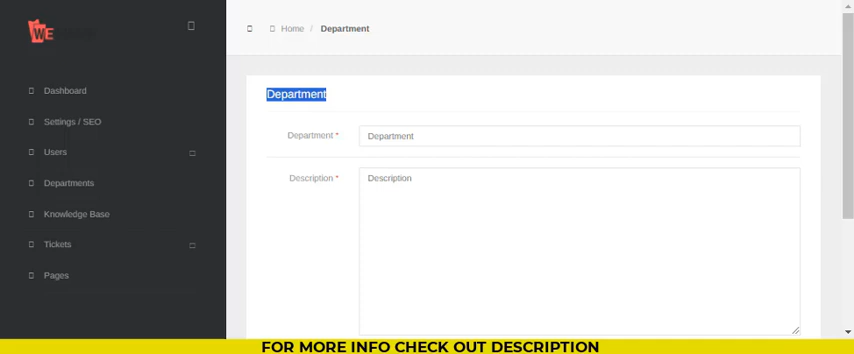 WE
Home / Department
Dashboard
Settings / SEO
Users
Departments
Knowledge Base
Tickets
Pages
Department
Department *
Department
Description *
Description
FOR MORE INFO CHECK OUT DESCRIPTION